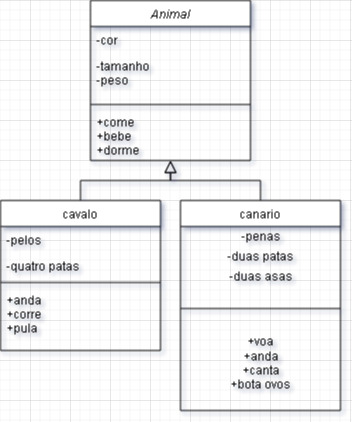 Animal
-cor
-tamanho
-peso
+come
+bebe
+dorme
cavalo
-pelos
-quatro patas
+anda
+corre
+pula
canario
-penas
-duas patas
-duas asas
+voa
+anda
+canta
+bota ovos